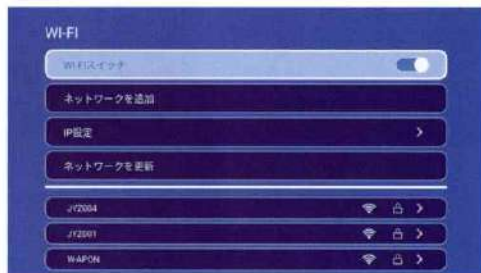 WI-FI
WI-FIスイッチ
ネットワークを追加
IP設定
ネットワークを更新
JYZ004
JYZ001
W-APON